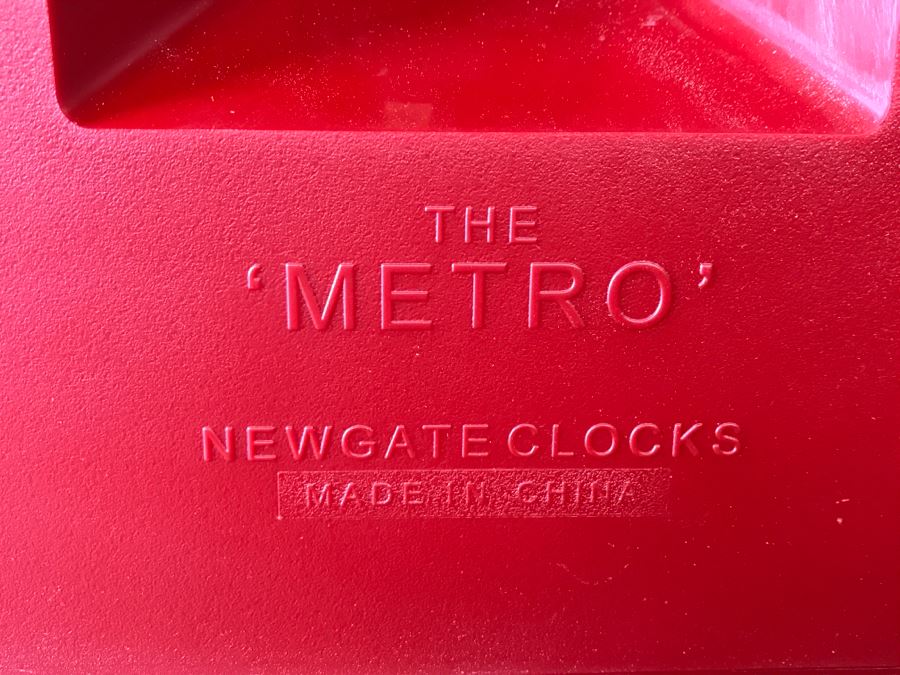 THE
‘METRO’
NEWGATE CLOCKS
MADE IN CHINA